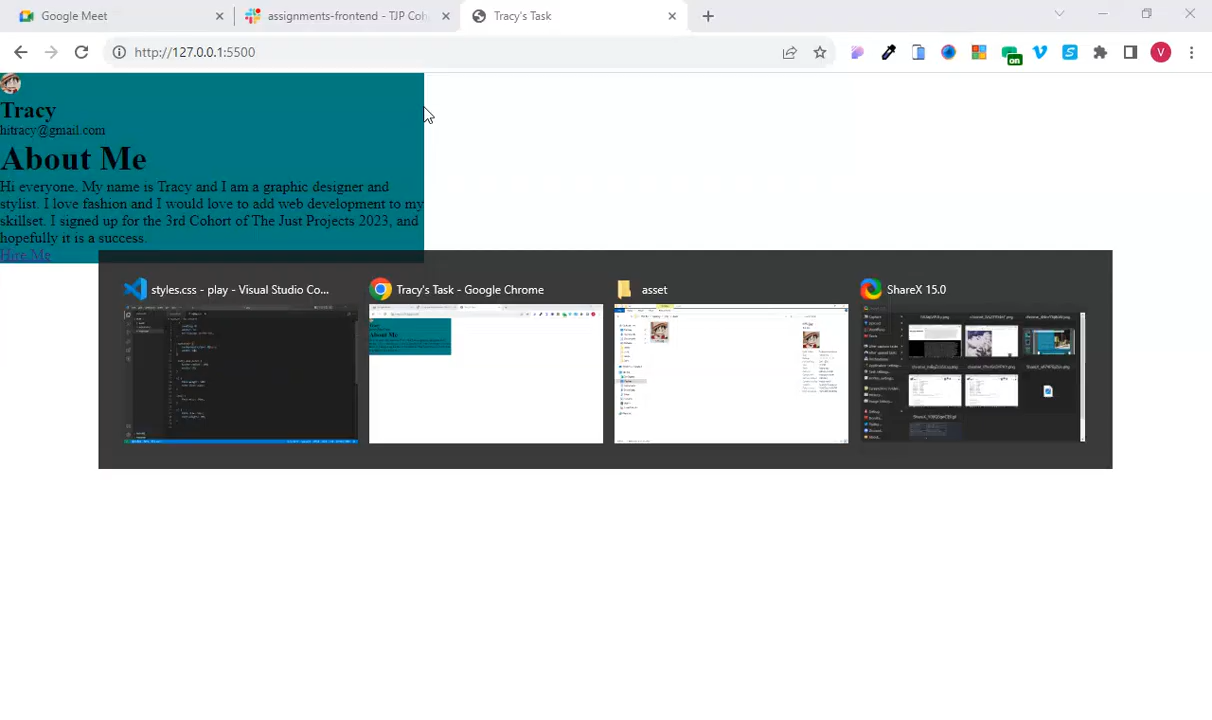 Google Meet
assignments-frontend - TJP Coh
Tracy's Task
http://127.0.0.1:5500
on
V
Tracy
hitracy@gmail.com
About Me
Hi everyone. My name is Tracy and I am a graphic designer and
stylist. I love fashion and I would love to add web development to my
skillset. I signed up for the 3rd Cohort of The Just Projects 2023, and
hopefully it is a success.
Hire Me
styles.css - play - Visual Studio Co...
Tracy's Task - Google Chrome
asset
ShareX 15.0
About Me